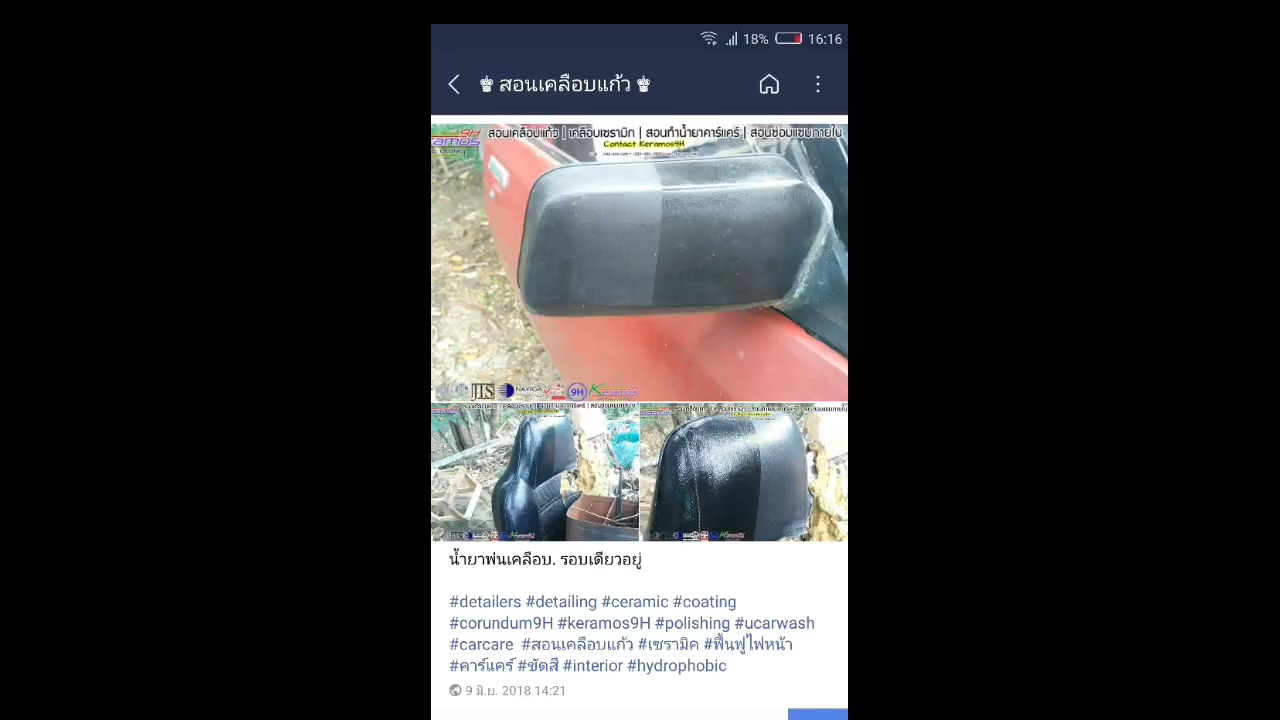 18% 16:16
♚ สอนเคลือบแก้ว ♚
9H สอนเคลือบแก้ว | เคลือบเซรามิก | สอนทำน้ำยาคาร์แคร์ | สอนซ่อมแซมภายใน
ramos Contact Keramos9H
JIS NAVIGA 9H
น้ำยาพ่นเคลือบ. รอบเดียวอยู่
#detailers #detailing #ceramic #coating
#corundum9H #keramos9H #polishing #ucarwash
#carcare #สอนเคลือบแก้ว #เซรามิค #ฟื้นฟูไฟหน้า
#คาร์แคร์ #ขัดสี #interior #hydrophobic
9 มิ.ย. 2018 14:21